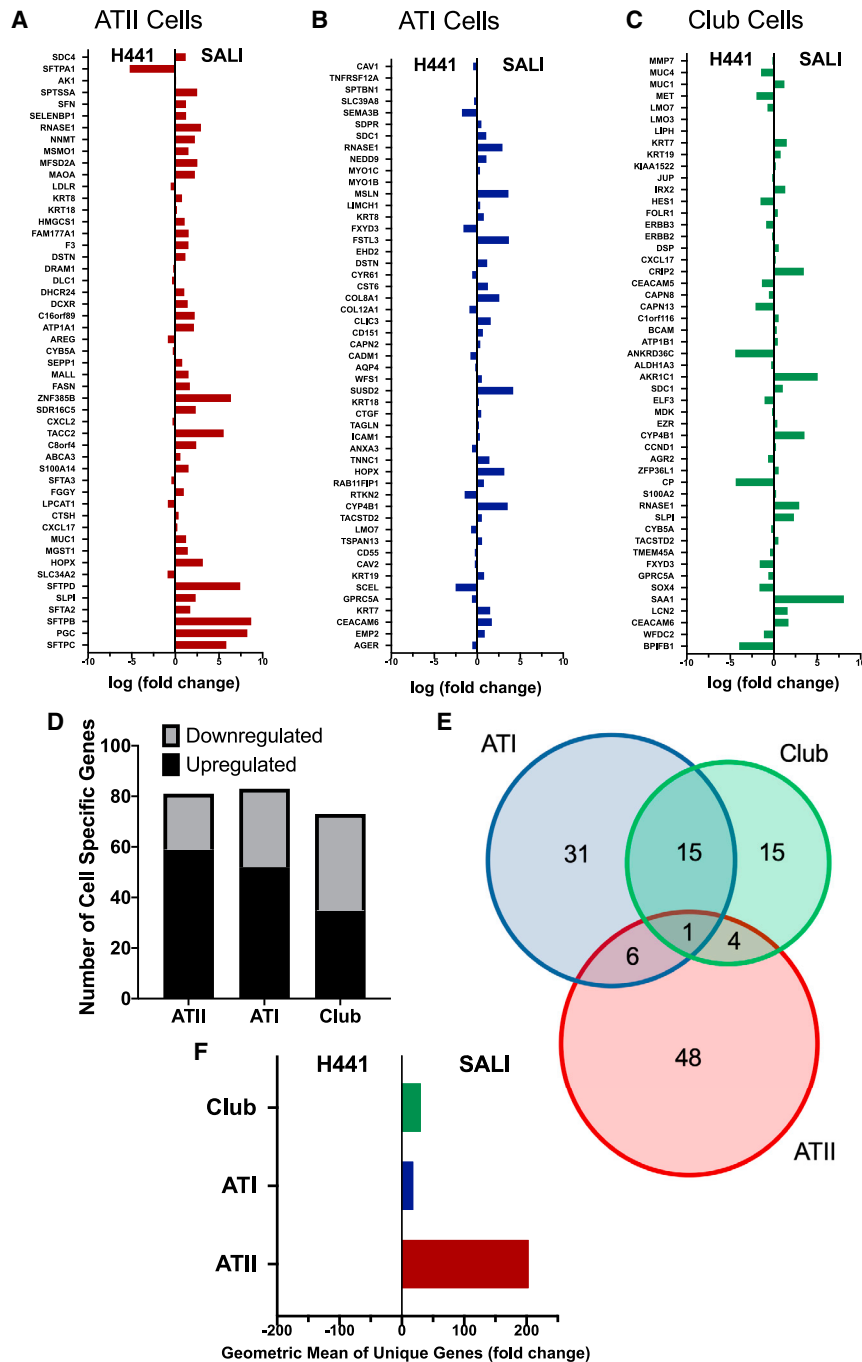 A
ATII Cells
H441
SALI
SDC4
SFTPA1
AK1
SPTSSA
SFN
SELENBP1
RNASE1
NNMT
MSMO1
MFSD2A
MAOA
LDLR
KRT8
KRT18
HMGCS1
FAM177A1
F3
DSTN
DRAM1
DLC1
DHCR24
DCXR
C16orf89
ATP1A1
AREG
CYB5A
SEPP1
MALL
FASN
ZNF385B
SDR16C5
CXCL2
TACC2
C8orf4
ABCA3
S100A14
SFTA3
FGGY
LPCAT1
CTSH
CXCL17
MUC1
MGST1
HOPX
SLC34A2
SFTPD
SLPI
SFTA2
SFTPB
PGC
SFTPC
-10 -5 0 5 10
log (fold change)
B
ATI Cells
H441
SALI
CAV1
TNFRSF12A
SPTBN1
SLC39A8
SEMA3B
SDPR
SDC1
RNASE1
NEDD9
MYO1C
MYO1B
MSLN
LIMCH1
KRT8
FXYD3
FSTL3
EHD2
DSTN
CYR61
CST6
COL8A1
COL12A1
CLIC3
CD151
CAPN2
CADM1
AQP4
WFS1
SUSD2
KRT18
CTGF
TAGLN
ICAM1
ANXA3
TNNC1
HOPX
RAB11FIP1
RTKN2
CYP4B1
TACSTD2
LMO7
TSPAN13
CD55
CAV2
KRT19
SCEL
GPRC5A
KRT7
CEACAM6
EMP2
AGER
-10 -5 0 5 10
log (fold change)
C
Club Cells
H441
SALI
MMP7
MUC4
MUC1
MET
LMO7
LMO3
LIPH
KRT7
KRT19
KIAA1522
JUP
IRX2
HES1
FOLR1
ERBB3
ERBB2
DSP
CXCL17
CRIP2
CEACAM5
CAPN8
CAPN13
C1orf116
BCAM
ATP1B1
ANKRD36C
ALDH1A3
AKR1C1
SDC1
ELF3
MDK
EZR
CYP4B1
CCND1
AGR2
ZFP36L1
CP
S100A2
RNASE1
SLPI
CYB5A
TACSTD2
TMEM45A
FXYD3
GPRC5A
SOX4
SAA1
LCN2
CEACAM6
WFDC2
BPIFB1
-10 -5 0 5 10
log (fold change)
D
Downregulated
Upregulated
Number of Cell Specific Genes
100
80
60
40
20
0
ATII ATI Club
E
ATI
Club
31
15
15
1
6
4
48
ATII
F
H441
SALI
Club
ATI
ATII
-200 -100 0 100 200
Geometric Mean of Unique Genes (fold change)